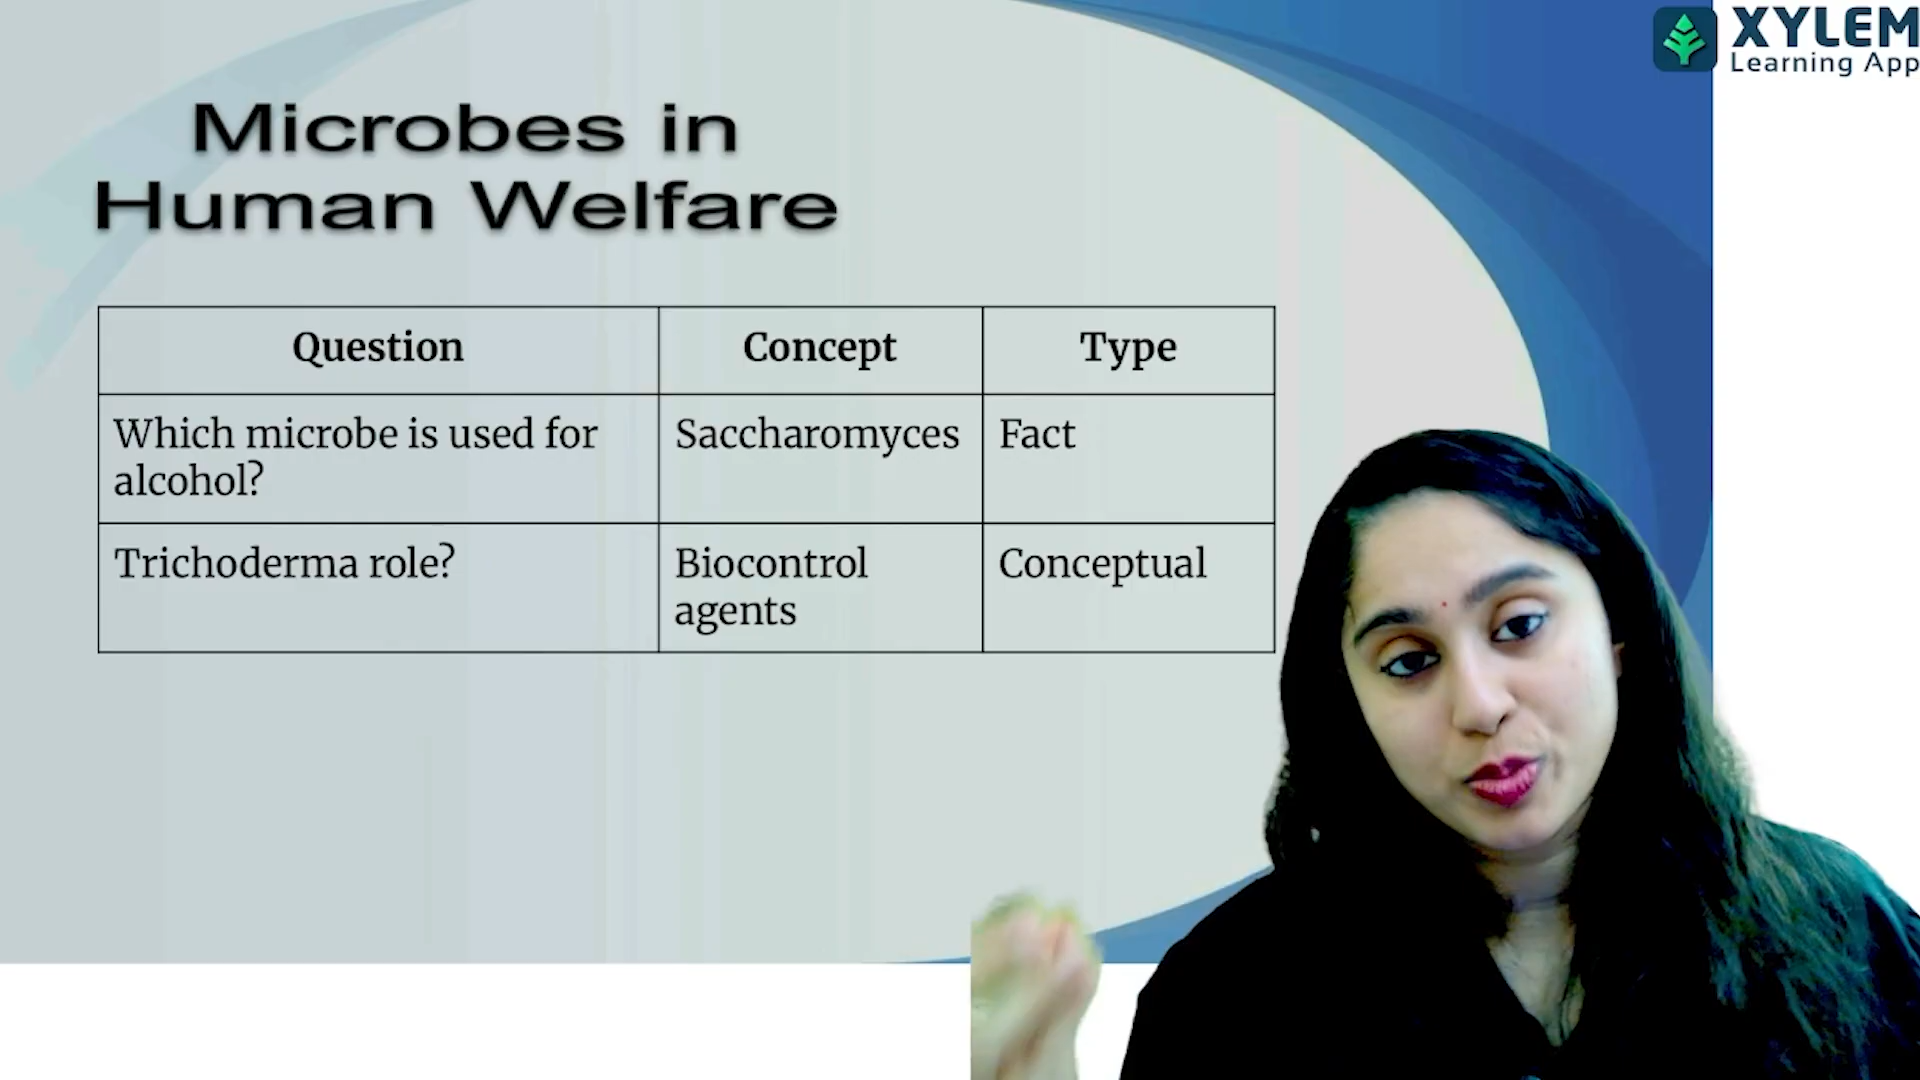 XYLEM
Learning App
Microbes in
Human Welfare
Question Concept Type
Which microbe is used for Saccharomyces Fact
alcohol?
Trichoderma role? Biocontrol Conceptual
agents